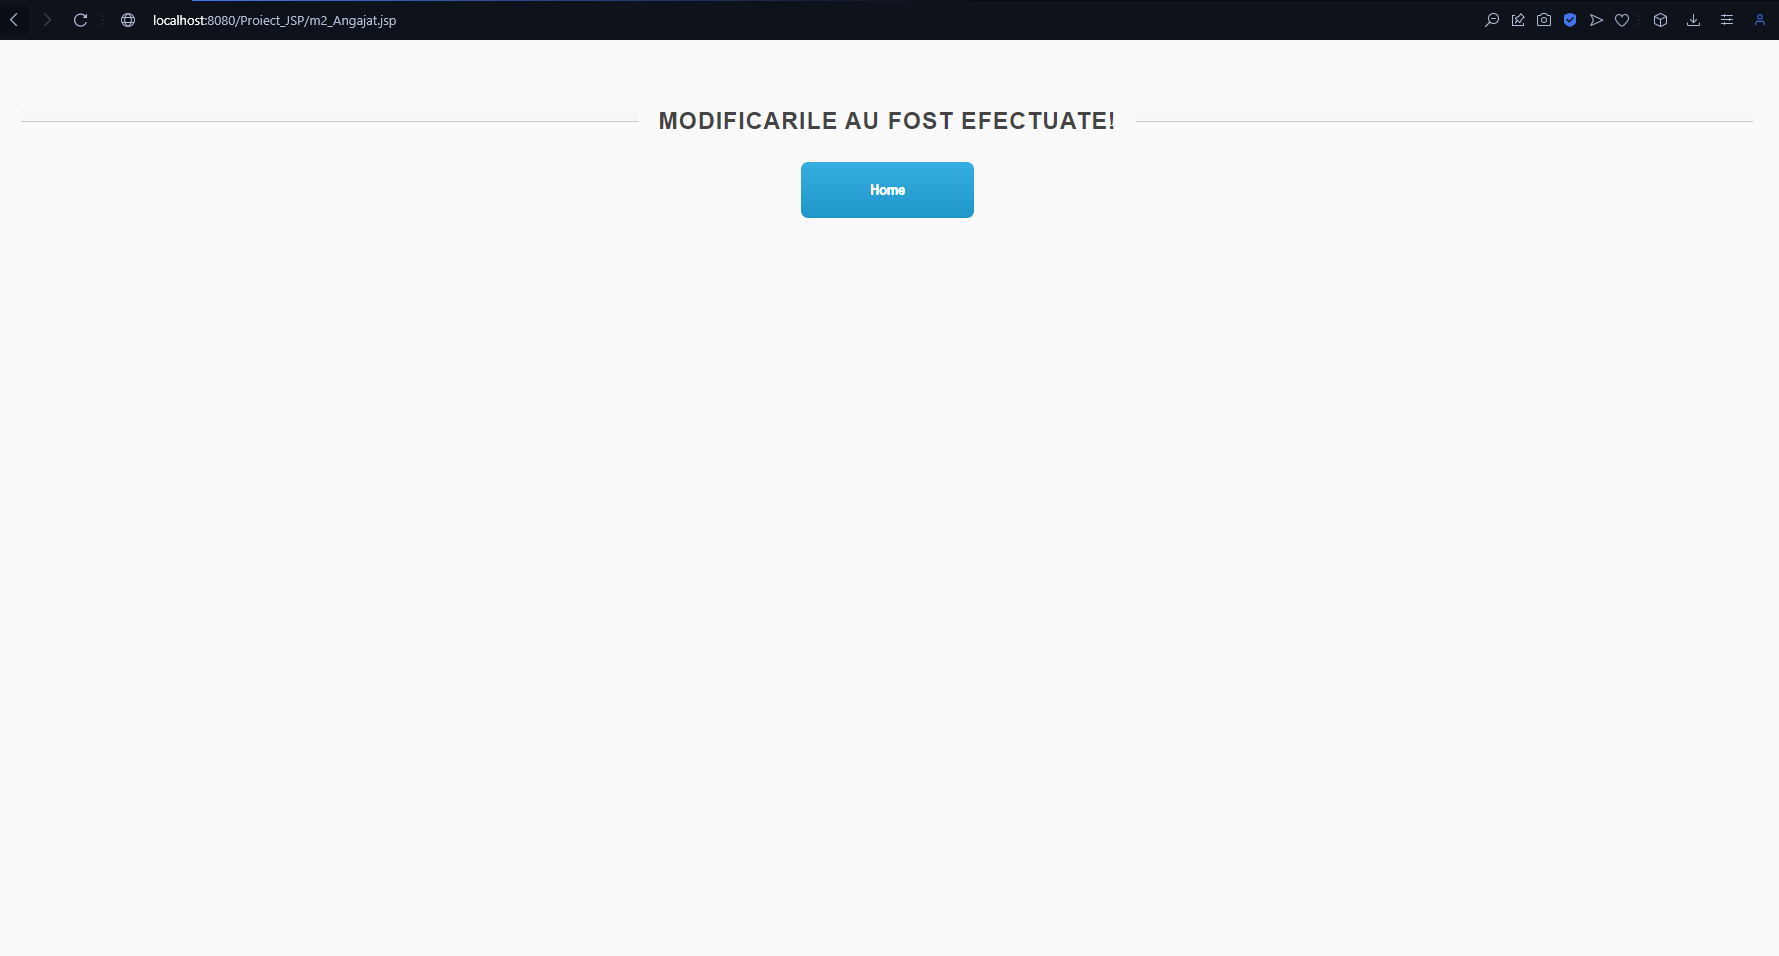 localhost:8080/Proiect_JSP/m2_Angajat.jsp
MODIFICARILE AU FOST EFECTUATE!
Home